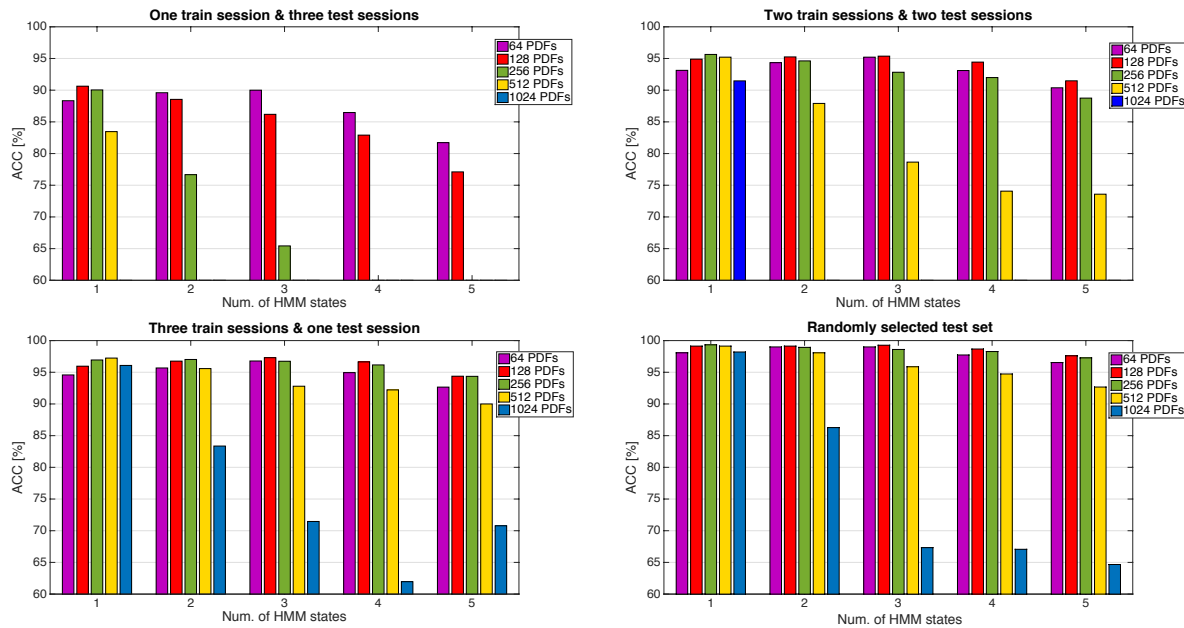 One train session & three test sessions
100
95
90
85
80
75
70
65
60
ACC [%]
1 2 3 4 5
Num. of HMM states
64 PDFs
128 PDFs
256 PDFs
512 PDFs
1024 PDFs
Two train sessions & two test sessions
100
95
90
85
80
75
70
65
60
ACC [%]
1 2 3 4 5
Num. of HMM states
64 PDFs
128 PDFs
256 PDFs
512 PDFs
1024 PDFs
Three train sessions & one test session
100
95
90
85
80
75
70
65
60
ACC [%]
1 2 3 4 5
Num. of HMM states
64 PDFs
128 PDFs
256 PDFs
512 PDFs
1024 PDFs
Randomly selected test set
100
95
90
85
80
75
70
65
60
ACC [%]
1 2 3 4 5
Num. of HMM states
64 PDFs
128 PDFs
256 PDFs
512 PDFs
1024 PDFs